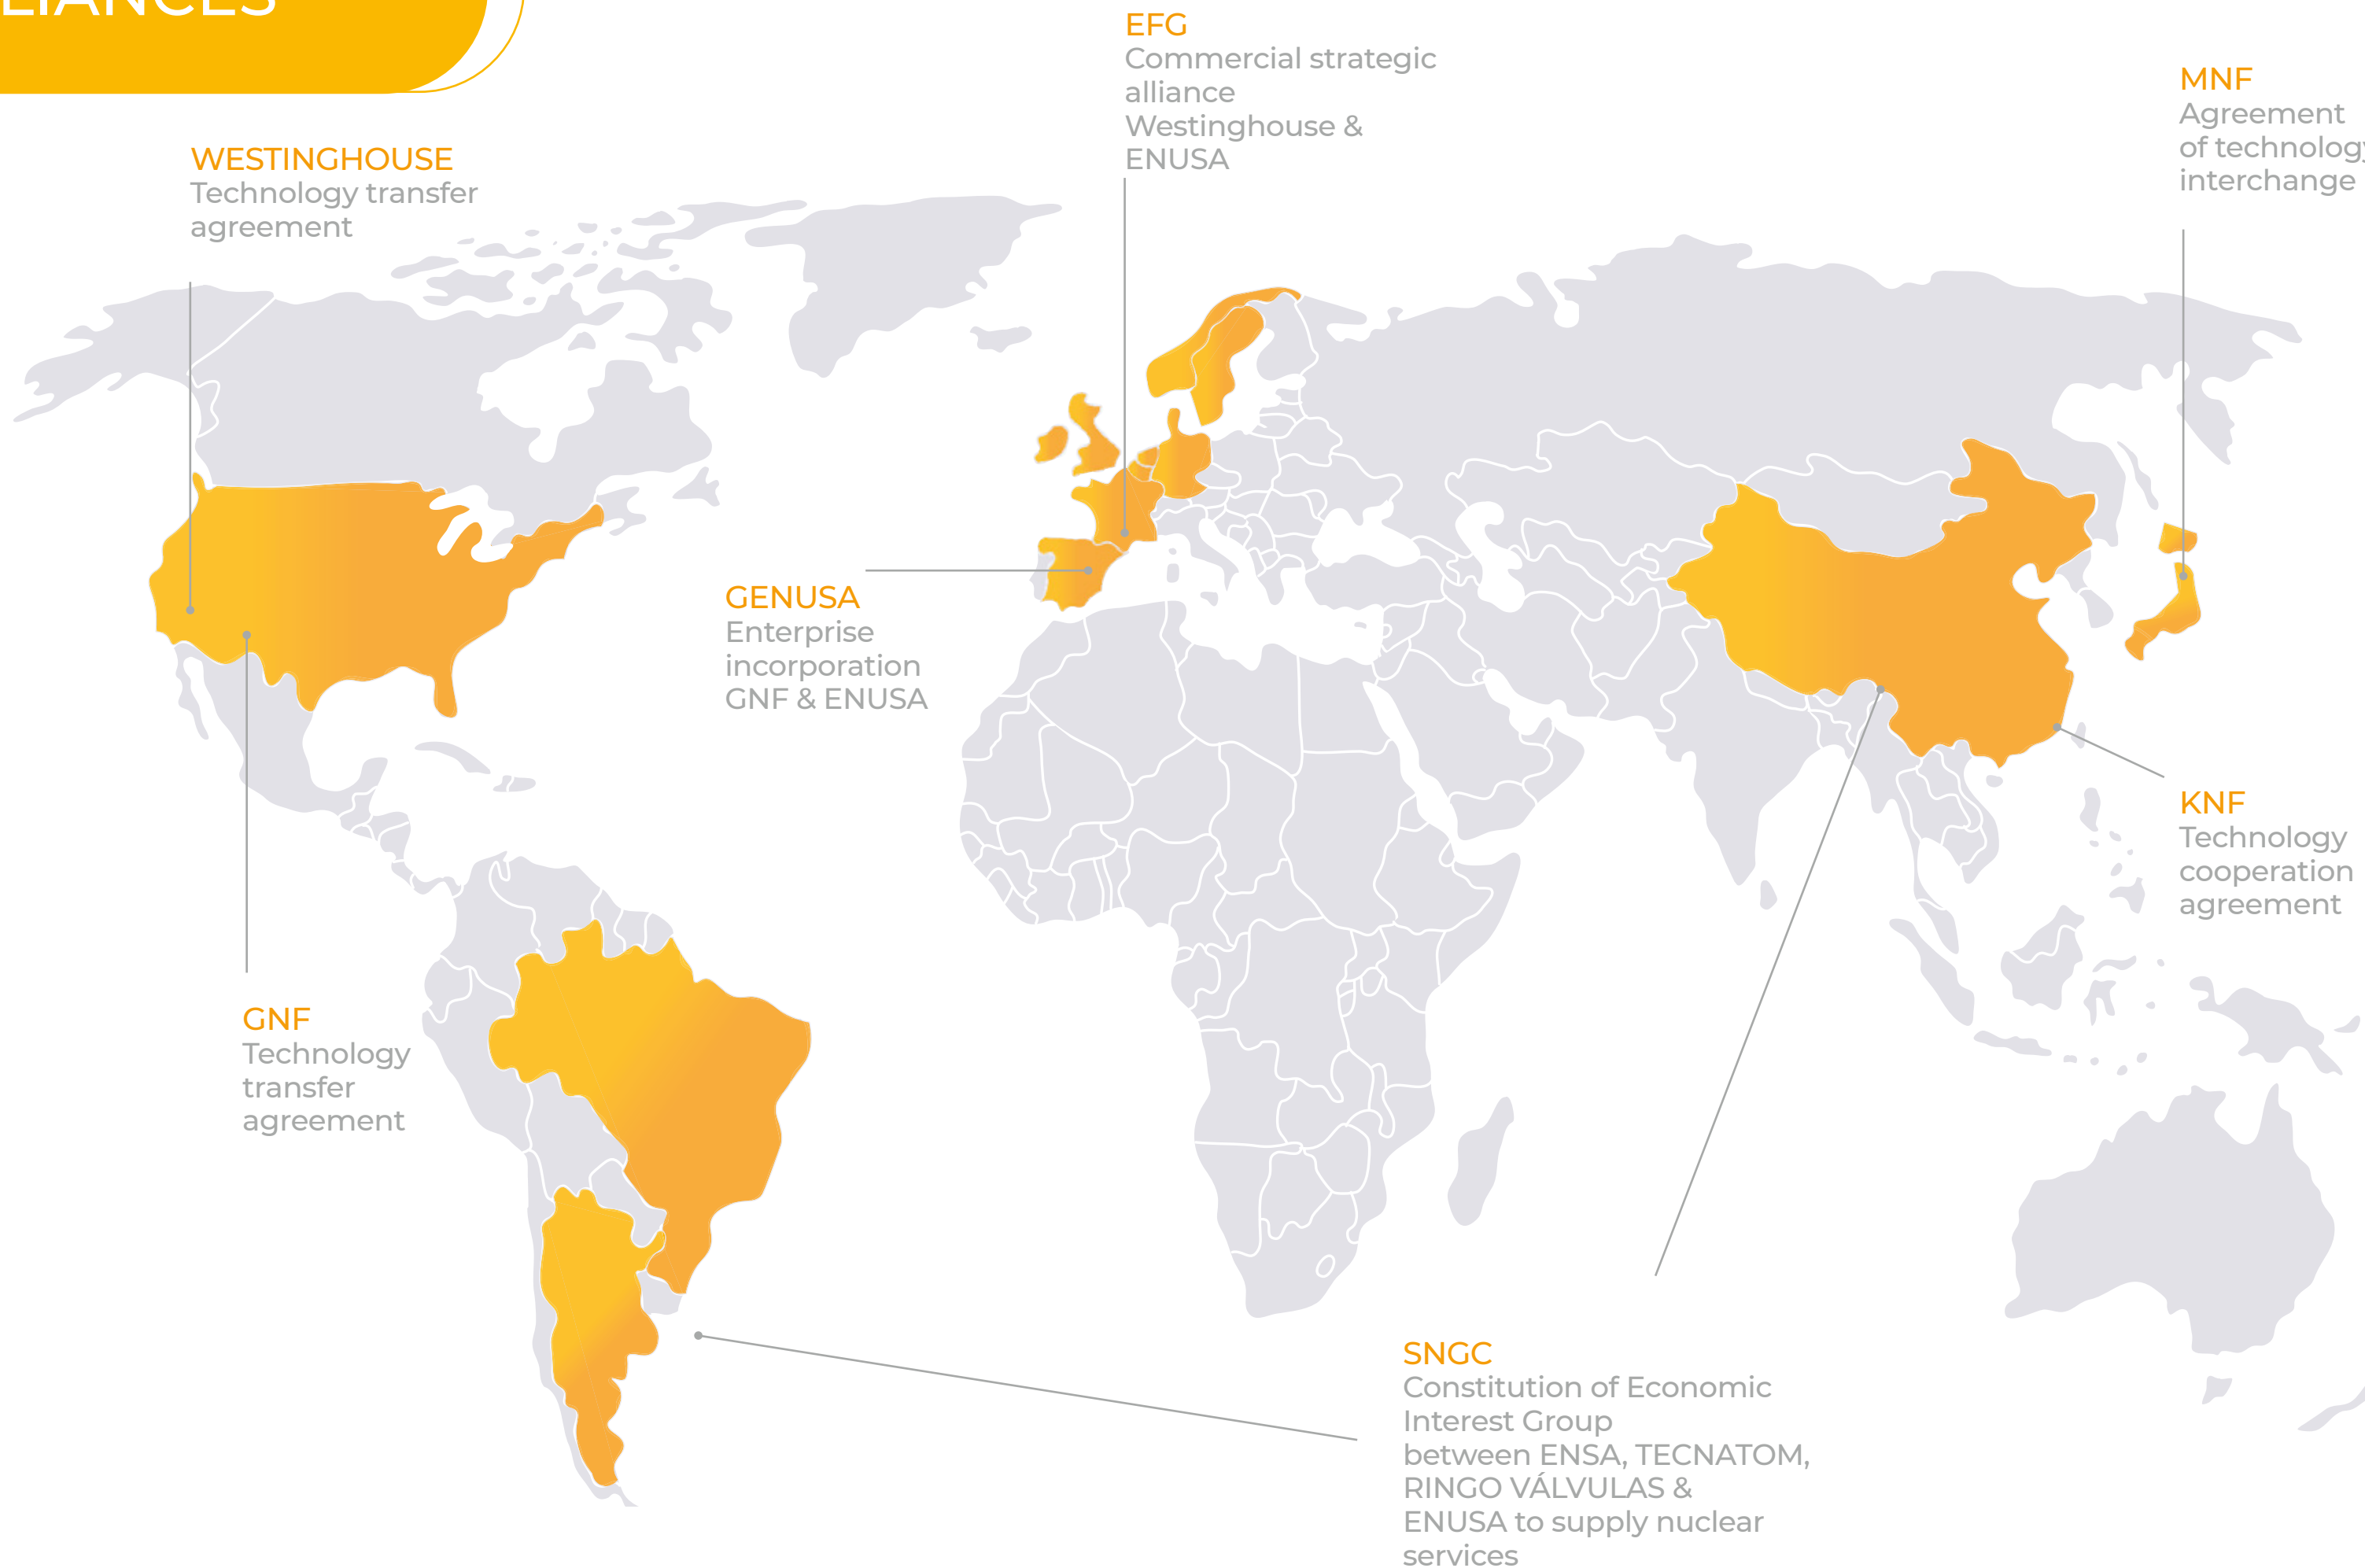 EFG
Commercial strategic
alliance
Westinghouse &
ENUSA
MNF
Agreement
of technology
interchange
WESTINGHOUSE
Technology transfer
agreement
GENUSA
Enterprise
incorporation
GNF & ENUSA
KNF
Technology
cooperation
agreement
GNF
Technology
transfer
agreement
SNGC
Constitution of Economic
Interest Group
between ENSA, TECNATOM,
RINGO VÁLVULAS &
ENUSA to supply nuclear
services